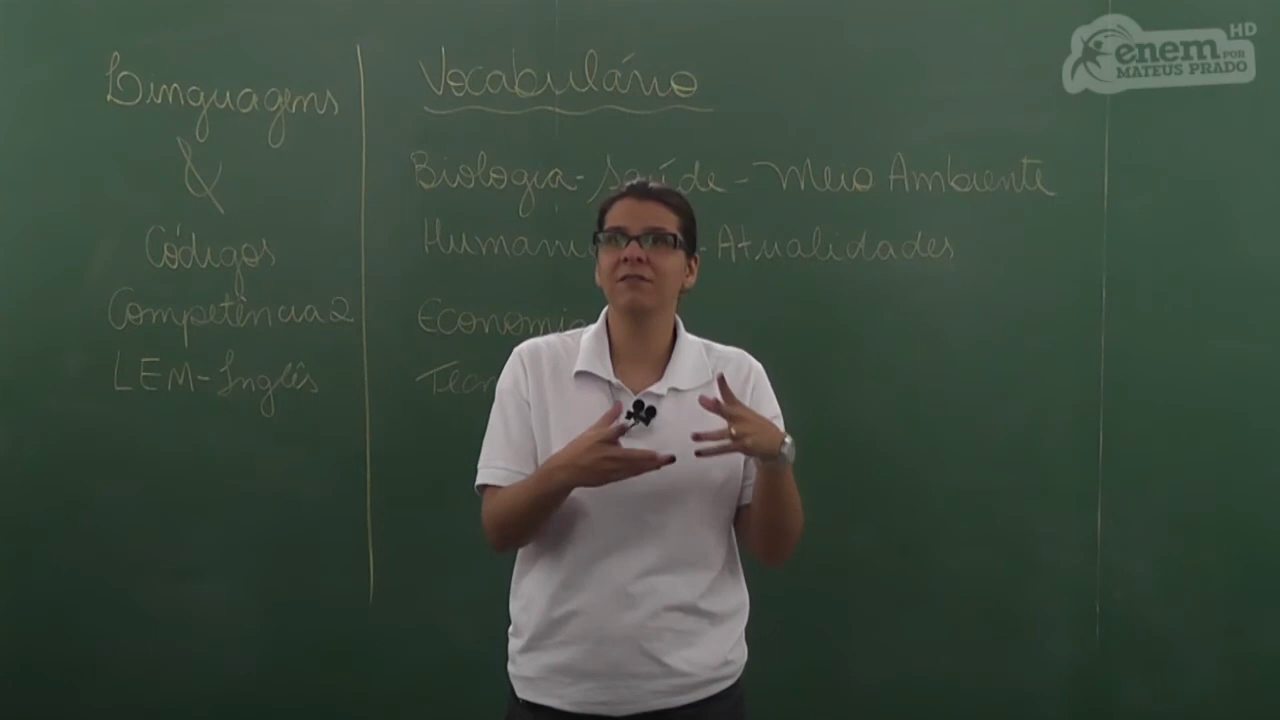 Linguagens
&
Códigos
Competência 2
LEM - Inglês
Vocabulário
Biologia - Saúde - Meio Ambiente
- Atualidades
enem HD
POR
MATEUS PRADO